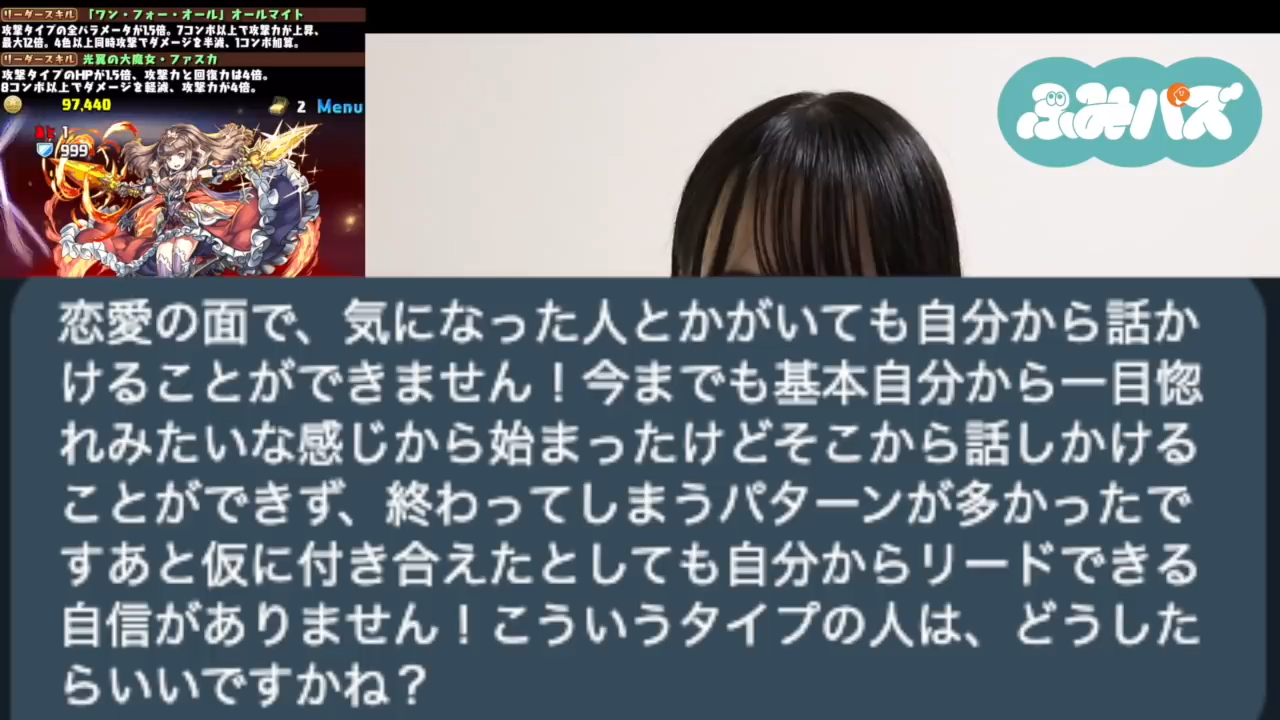 リーダースキル 「ワン・フォー・オール」オールマイト
攻撃タイプの全パラメータが1.5倍。7コンボ以上で攻撃力が上昇、
最大12倍。4色以上同時攻撃でダメージを半減、1コンボ加算。
リーダースキル 光翼の大魔女・ファスカ
攻撃タイプのHPが1.5倍、攻撃力と回復力は4倍。
8コンボ以上でダメージを軽減、攻撃力が4倍。
97,440
2 Menu
あと 1
999
ふみパズ
恋愛の面で、気になった人とかがいても自分から話か
けることができません！今までも基本自分から一目惚
れみたいな感じから始まったけどそこから話しかける
ことができず、終わってしまうパターンが多かったで
すあと仮に付き合えたとしても自分からリードできる
自信がありません！こういうタイプの人は、どうした
らいいですかね？